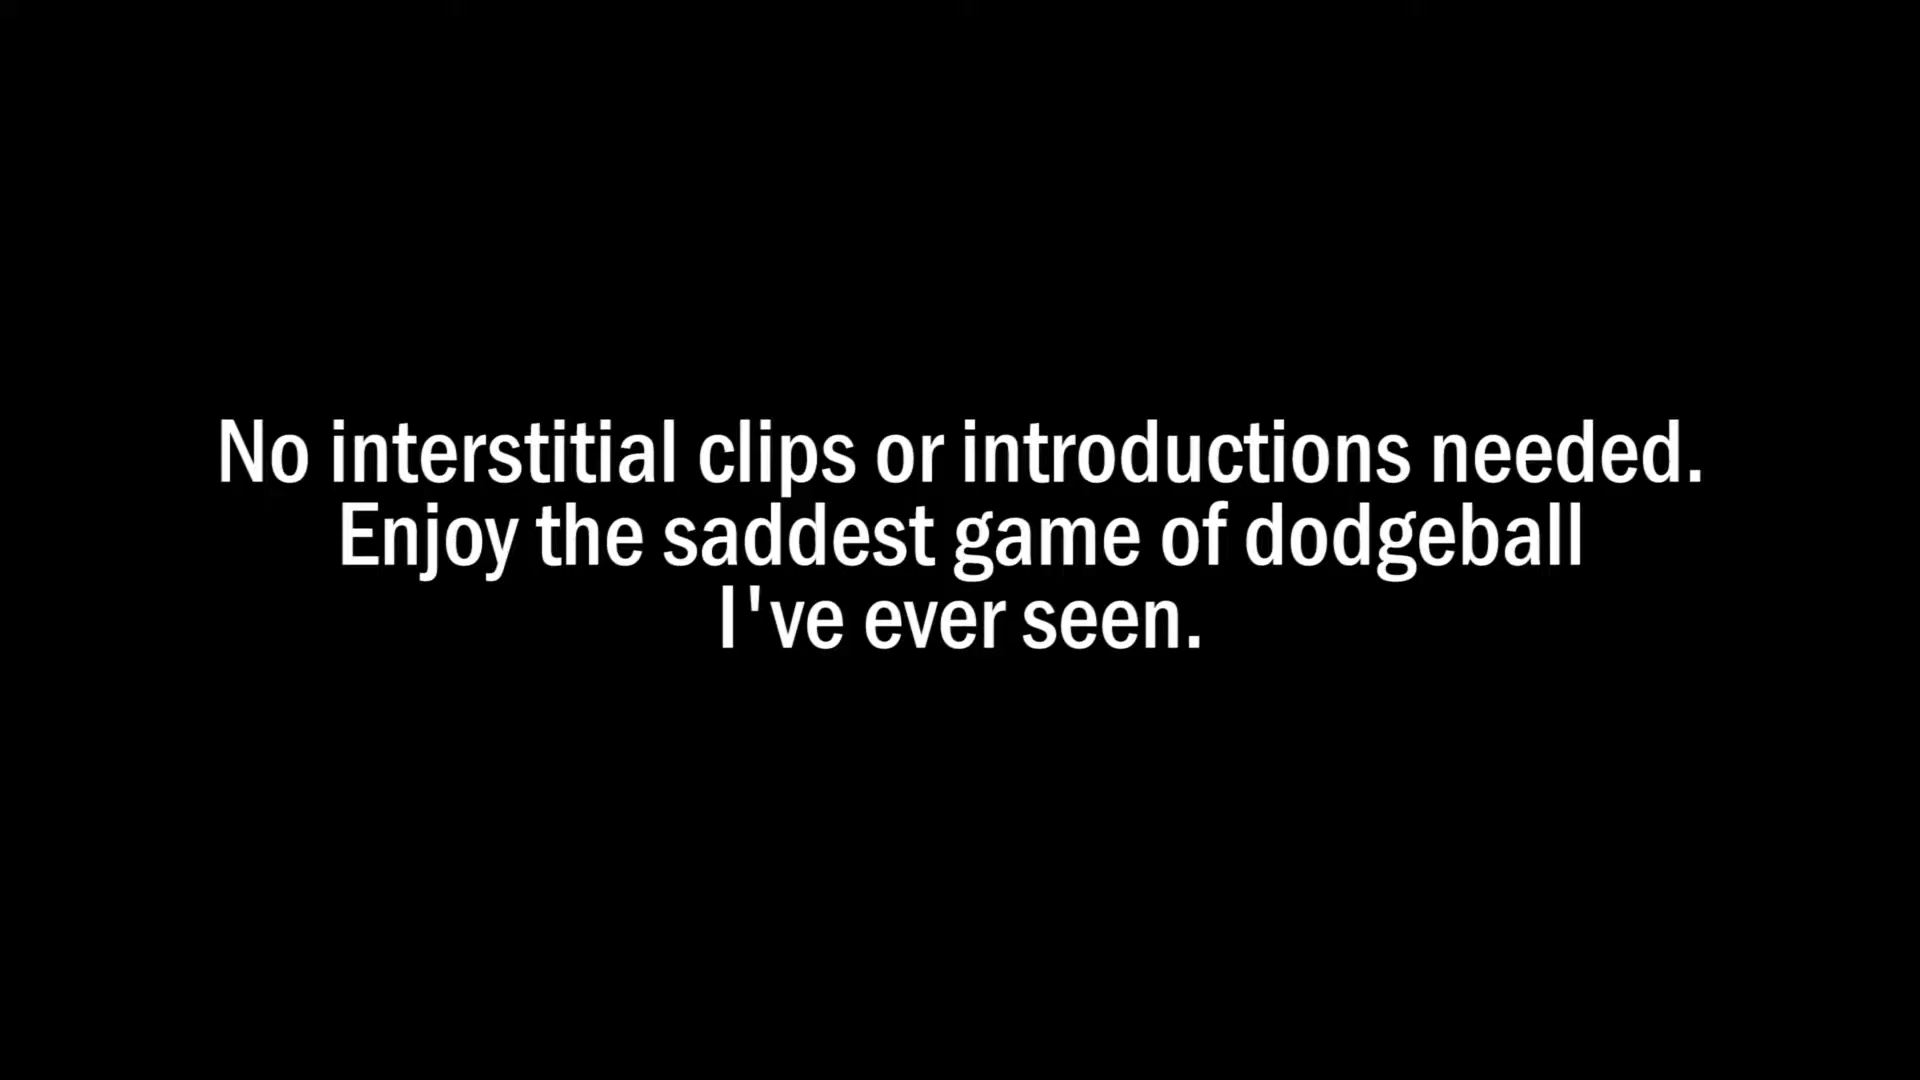 No interstitial clips or introductions needed.
Enjoy the saddest game of dodgeball
I've ever seen.